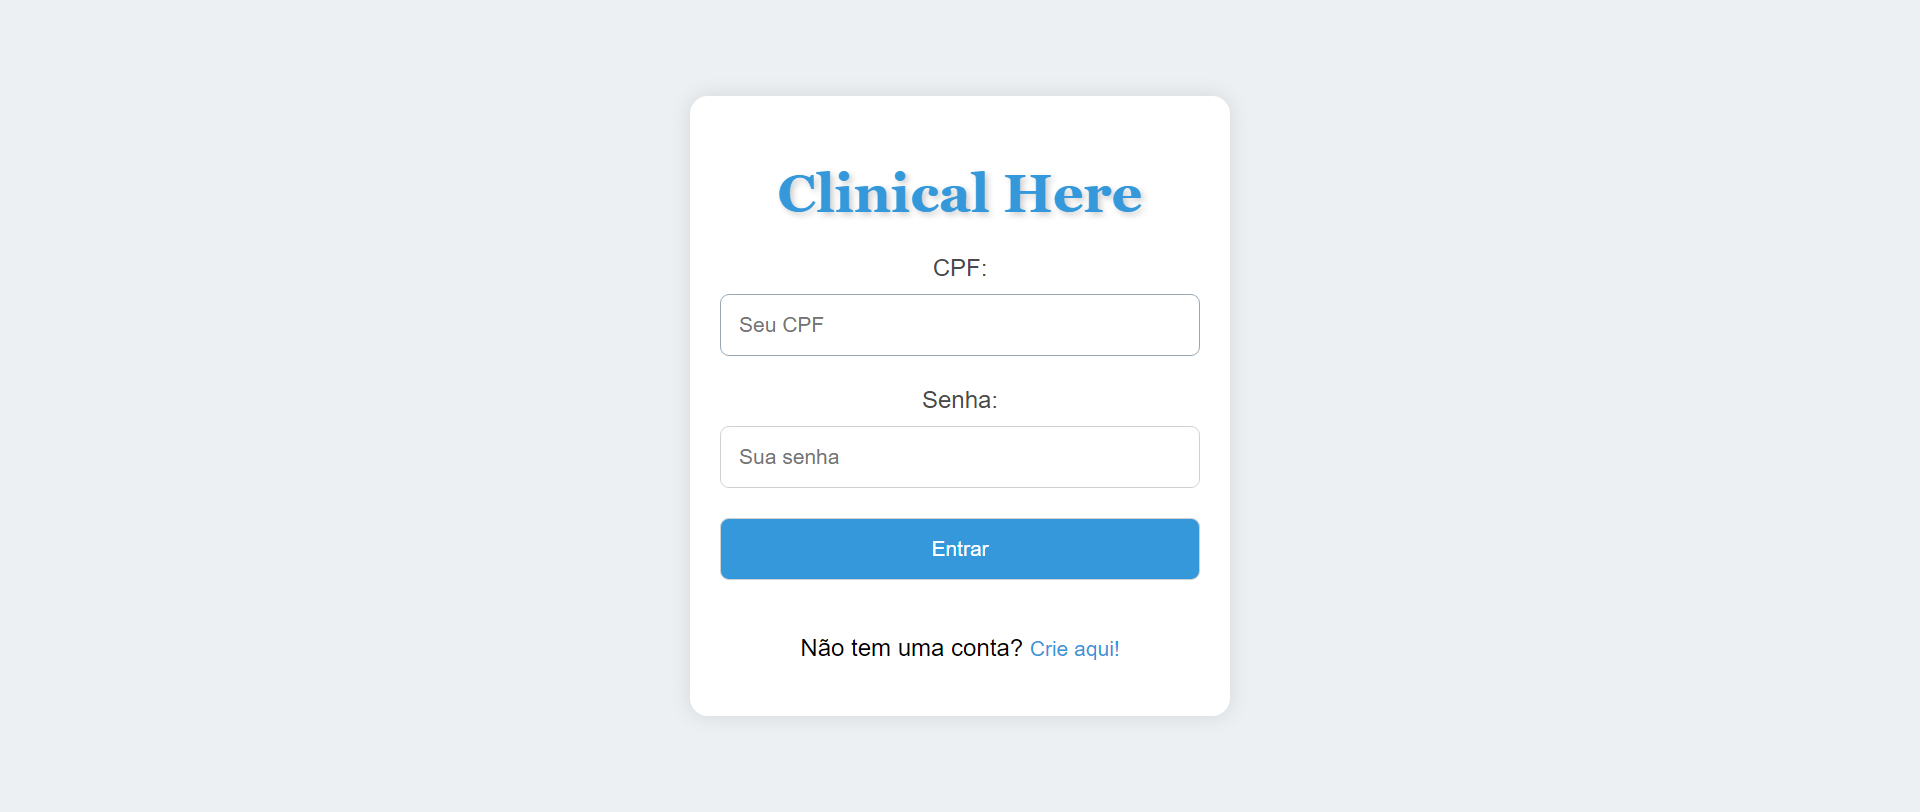 Clinical Here
CPF:
Seu CPF
Senha:
Sua senha
Entrar
Não tem uma conta? Crie aqui!